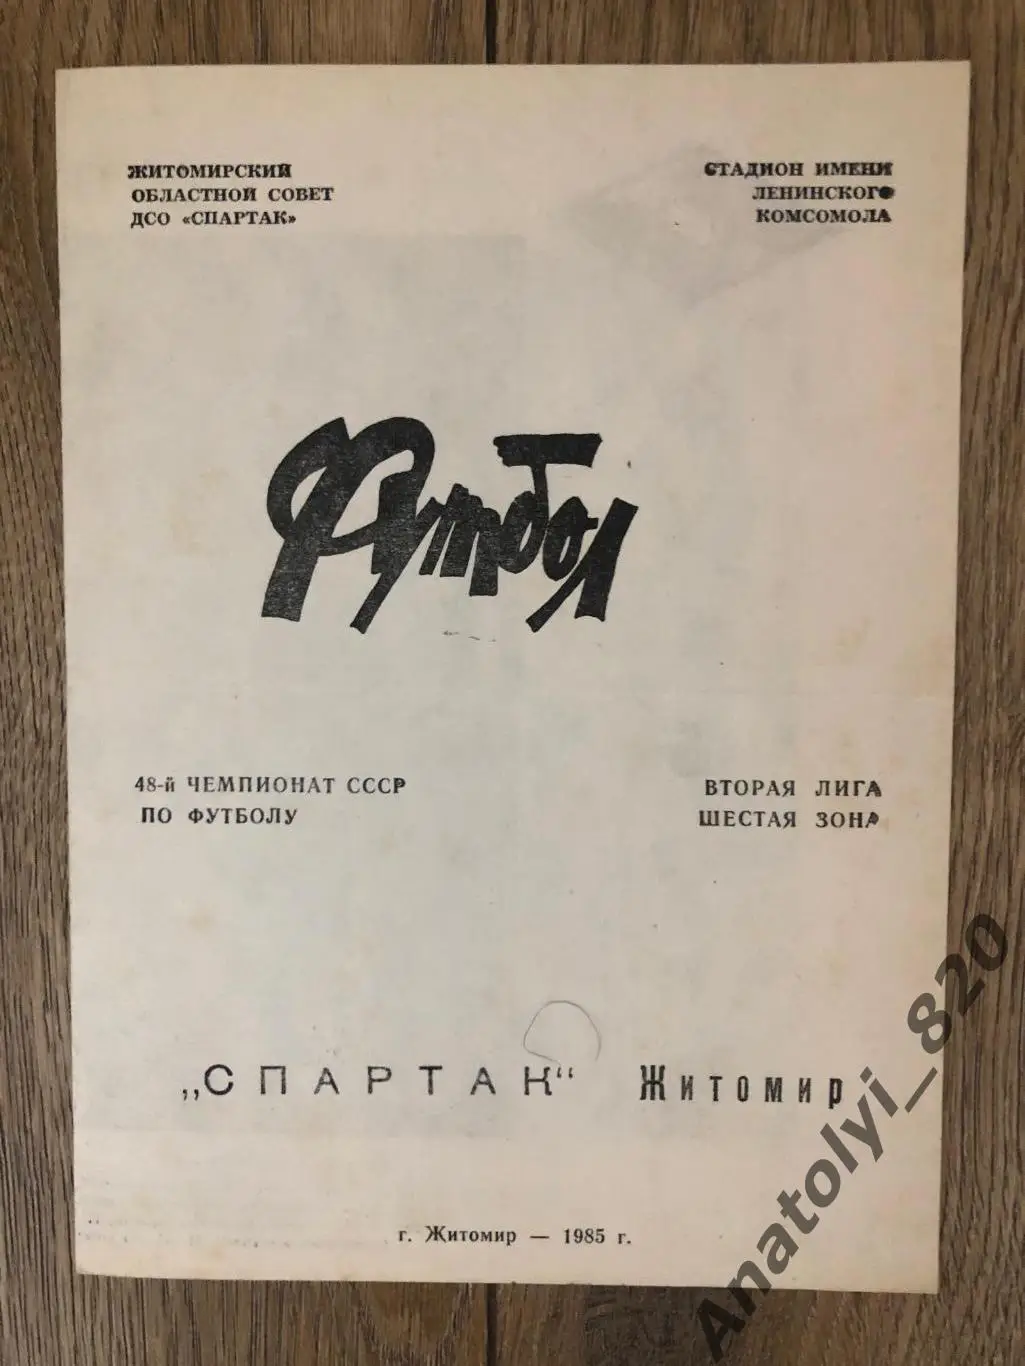 ЖИТОМИРСКИЙ
ОБЛАСТНОЙ СОВЕТ
ДСО «СПАРТАК»
СТАДИОН ИМЕНИ
ЛЕНИНСКОГО
КОМСОМОЛА
Футбол
48-й ЧЕМПИОНАТ СССР
ПО ФУТБОЛУ
ВТОРАЯ ЛИГА
ШЕСТАЯ ЗОНА
„СПАРТАК" Житомир
г. Житомир — 1985 г.
Anatolyi_820